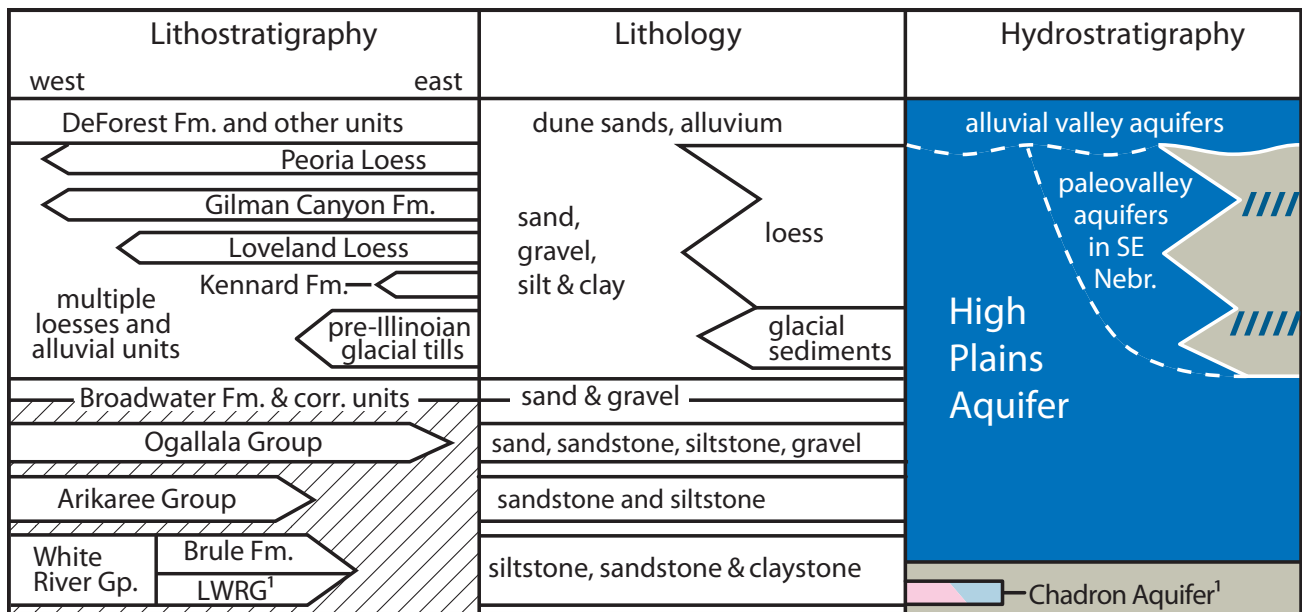 Lithostratigraphy
west
east
DeForest Fm. and other units
Peoria Loess
Gilman Canyon Fm.
Loveland Loess
Kennard Fm.
multiple
loesses and
alluvial units
pre-Illinoian
glacial tills
Broadwater Fm. & corr. units
Ogallala Group
Arikaree Group
White
River Gp.
Brule Fm.
LWRG¹
Lithology
dune sands, alluvium
sand,
gravel,
silt & clay
loess
glacial
sediments
sand & gravel
sand, sandstone, siltstone, gravel
sandstone and siltstone
siltstone, sandstone & claystone
Hydrostratigraphy
alluvial valley aquifers
paleovalley
aquifers
in SE
Nebr.
High
Plains
Aquifer
Chadron Aquifer¹